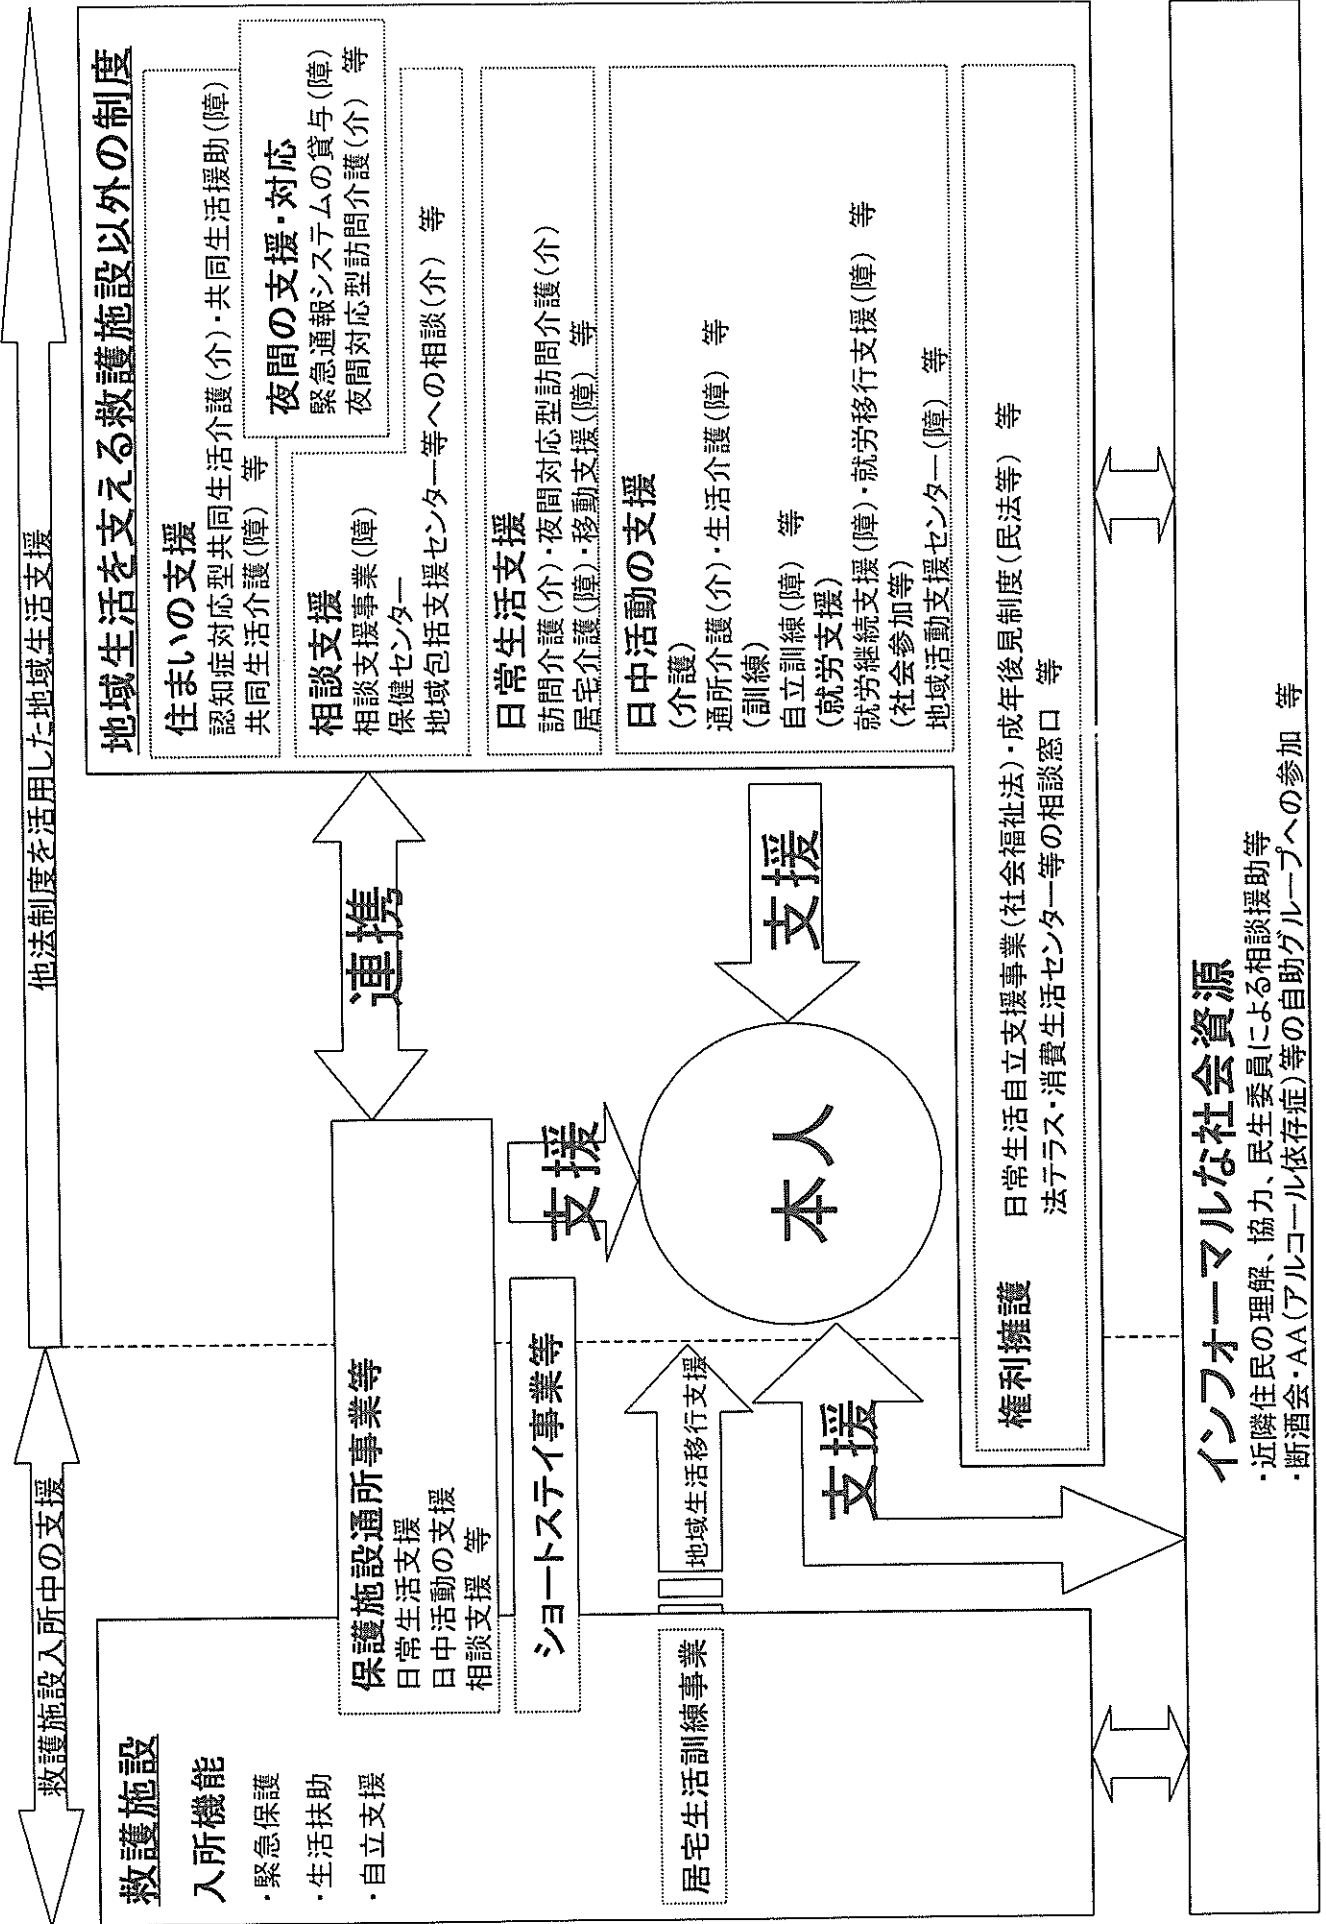 救護施設入所中の支援
他法制度を活用した地域生活支援
救護施設
入所機能
・緊急保護
・生活扶助
・自立支援
保護施設通所事業等
日常生活支援
日中活動の支援
相談支援 等
ショートステイ事業等
居宅生活訓練事業
地域生活移行支援
連携
支援
支援
支援
本人
地域生活を支える救護施設以外の制度
住まいの支援
認知症対応型共同生活介護(介)・共同生活援助(障)
共同生活介護(障) 等
夜間の支援・対応
緊急通報システムの貸与(障)
夜間対応型訪問介護(介) 等
相談支援
相談支援事業(障)
保健センター
地域包括支援センター等への相談(介) 等
日常生活支援
訪問介護(介)・夜間対応型訪問介護(介)
居宅介護(障)・移動支援(障) 等
日中活動の支援
(介護)
通所介護(介)・生活介護(障) 等
(訓練)
自立訓練(障) 等
(就労支援)
就労継続支援(障)・就労移行支援(障) 等
(社会参加等)
地域活動支援センター(障) 等
権利擁護
日常生活自立支援事業(社会福祉法)・成年後見制度(民法等) 等
法テラス・消費生活センター等の相談窓口 等
インフォーマルな社会資源
・近隣住民の理解、協力、民生委員による相談援助等
・断酒会・AA(アルコール依存症)等の自助グループへの参加 等